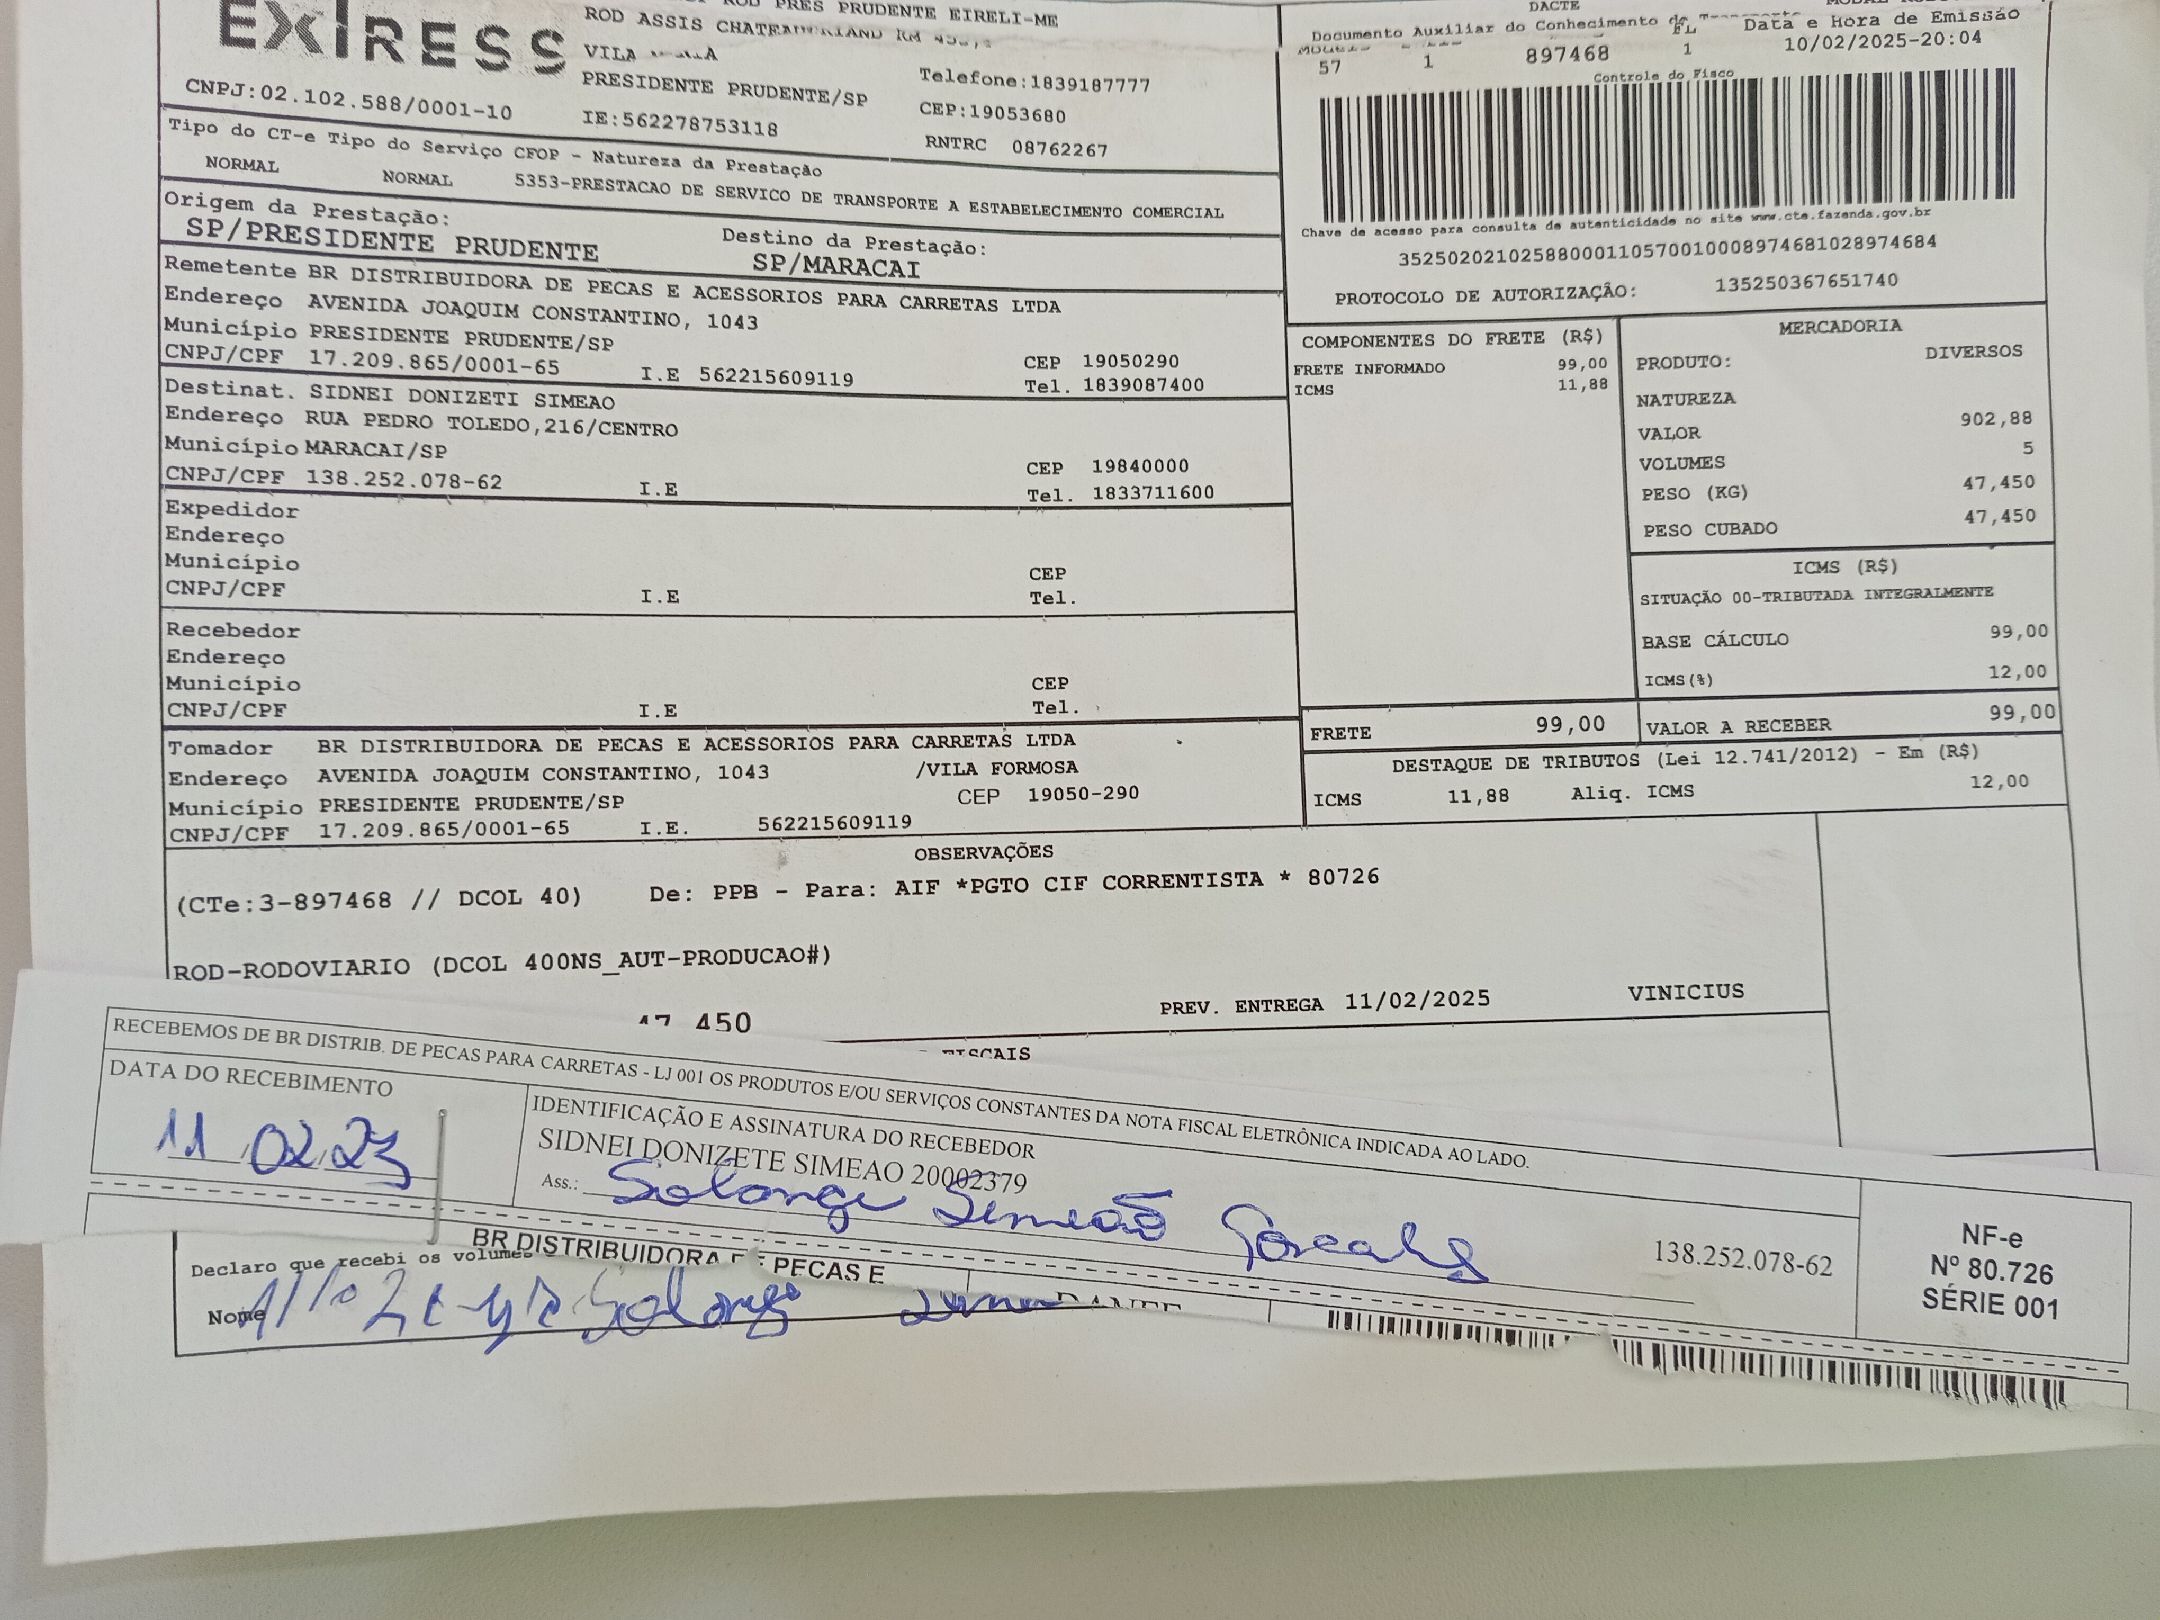 EXPRESS
ROD PRES PRUDENTE EIRELI-ME
ROD ASSIS CHATEAUBRIAND KM
VILA
PRESIDENTE PRUDENTE/SP
Telefone:1839187777
CNPJ:02.102.588/0001-10
IE:562278753118
CEP:19053680
RNTRC 08762267
DACTE
Documento Auxiliar do Conhecimento de Transporte
FL
Data e Hora de Emissão
57 1 897468 1 10/02/2025-20:04
Controle do Fisco
Chave de acesso para consulta de autenticidade no site www.cte.fazenda.gov.br
35250202102588000110570010008974681028974684
PROTOCOLO DE AUTORIZAÇÃO: 135250367651740
Tipo do CT-e Tipo do Serviço CFOP - Natureza da Prestação
NORMAL NORMAL 5353-PRESTACAO DE SERVICO DE TRANSPORTE A ESTABELECIMENTO COMERCIAL
Origem da Prestação: Destino da Prestação:
SP/PRESIDENTE PRUDENTE SP/MARACAI
Remetente BR DISTRIBUIDORA DE PECAS E ACESSORIOS PARA CARRETAS LTDA
Endereço AVENIDA JOAQUIM CONSTANTINO, 1043
Município PRESIDENTE PRUDENTE/SP CEP 19050290
CNPJ/CPF 17.209.865/0001-65 I.E 562215609119 Tel. 1839087400
Destinat. SIDNEI DONIZETI SIMEAO
Endereço RUA PEDRO TOLEDO,216/CENTRO
Município MARACAI/SP CEP 19840000
CNPJ/CPF 138.252.078-62 I.E Tel. 1833711600
Expedidor
Endereço
Município CEP
CNPJ/CPF I.E Tel.
Recebedor
Endereço
Município CEP
CNPJ/CPF I.E Tel.
Tomador BR DISTRIBUIDORA DE PECAS E ACESSORIOS PARA CARRETAS LTDA
Endereço AVENIDA JOAQUIM CONSTANTINO, 1043 /VILA FORMOSA
Município PRESIDENTE PRUDENTE/SP CEP 19050-290
CNPJ/CPF 17.209.865/0001-65 I.E. 562215609119
COMPONENTES DO FRETE (R$)
FRETE INFORMADO 99,00
ICMS 11,88
MERCADORIA
PRODUTO: DIVERSOS
NATUREZA
VALOR 902,88
VOLUMES 5
PESO (KG) 47,450
PESO CUBADO 47,450
ICMS (R$)
SITUAÇÃO 00-TRIBUTADA INTEGRALMENTE
BASE CÁLCULO 99,00
ICMS(%) 12,00
FRETE 99,00 VALOR A RECEBER 99,00
DESTAQUE DE TRIBUTOS (Lei 12.741/2012) - Em (R$)
ICMS 11,88 Aliq. ICMS 12,00
OBSERVAÇÕES
(CTe:3-897468 // DCOL 40) De: PPB - Para: AIF *PGTO CIF CORRENTISTA * 80726
ROD-RODOVIARIO (DCOL 400NS_AUT-PRODUCAO#)
PREV. ENTREGA 11/02/2025 VINICIUS
47 450
FISCAIS
RECEBEMOS DE BR DISTRIB. DE PECAS PARA CARRETAS - LJ 001 OS PRODUTOS E/OU SERVIÇOS CONSTANTES DA NOTA FISCAL ELETRÔNICA INDICADA AO LADO.
DATA DO RECEBIMENTO
11 02 25
IDENTIFICAÇÃO E ASSINATURA DO RECEBEDOR
SIDNEI DONIZETE SIMEAO 20002379
Ass.: Solange Simeão
138.252.078-62
NF-e
Nº 80.726
SÉRIE 001
BR DISTRIBUIDORA DE PECAS E
DANFE
Declaro que recebi os volumes
Nome Solange